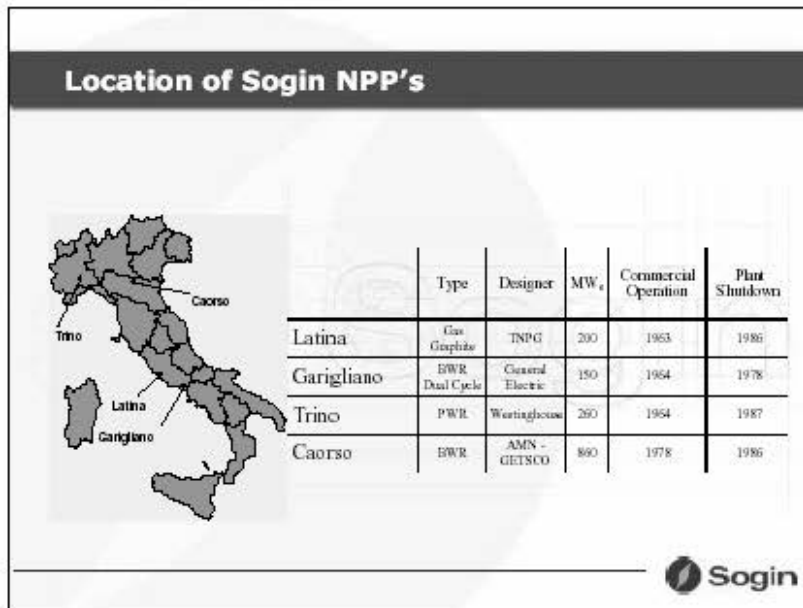 Location of Sogin NPP's
Caorso
Trino
Latina
Garigliano
Type Designer MWe Commercial Operation Plant Shutdown
Latina Gas Graphite TNPG 200 1963 1986
Garigliano BWR Dual Cycle General Electric 150 1964 1978
Trino PWR Westinghouse 260 1964 1987
Caorso BWR AMN - GETSCO 860 1978 1986
Sogin